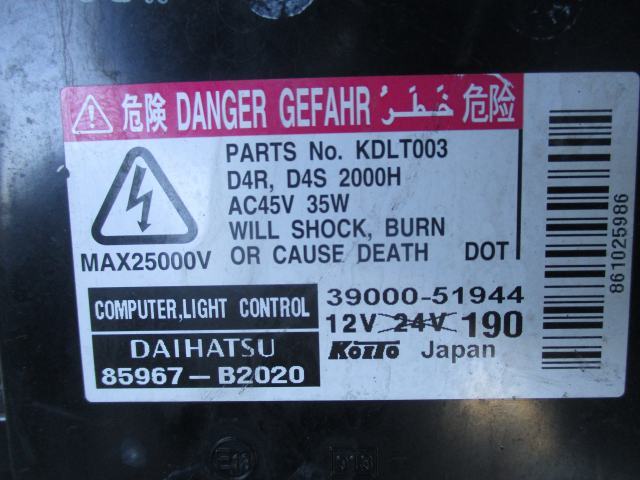 危険 DANGER GEFAHR خَطَرٌ 危险
PARTS No. KDLT003
D4R, D4S 2000H
AC45V 35W
WILL SHOCK, BURN
OR CAUSE DEATH DOT
MAX25000V
COMPUTER,LIGHT CONTROL
DAIHATSU
85967-B2020
39000-51944
12V 24V 190
KOITO Japan
861025986